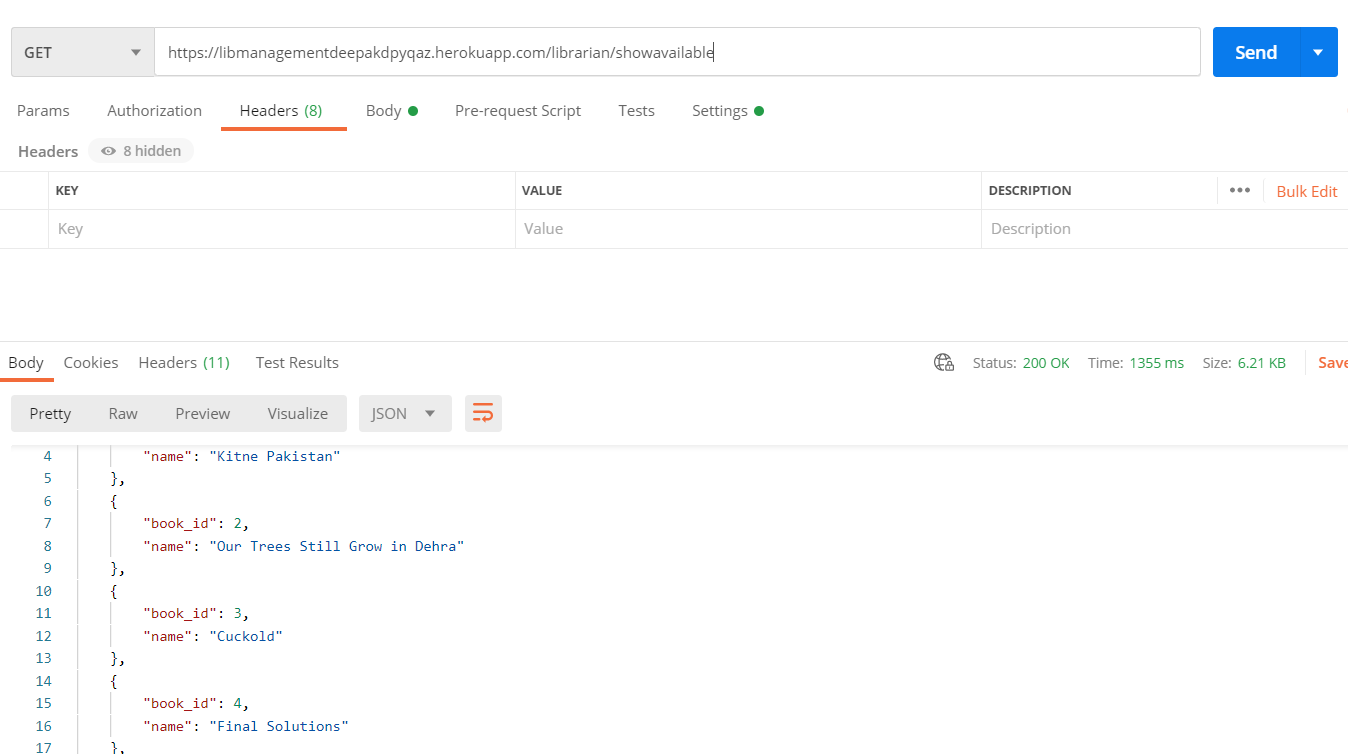 GET https://libmanagementdeepakdpyqaz.herokuapp.com/librarian/showavailable Send
Params Authorization Headers (8) Body Pre-request Script Tests Settings
Headers 8 hidden
KEY VALUE DESCRIPTION ••• Bulk Edit
Key Value Description
Body Cookies Headers (11) Test Results Status: 200 OK Time: 1355 ms Size: 6.21 KB Save
Pretty Raw Preview Visualize JSON
4 "name": "Kitne Pakistan"
5 },
6 {
7 "book_id": 2,
8 "name": "Our Trees Still Grow in Dehra"
9 },
10 {
11 "book_id": 3,
12 "name": "Cuckold"
13 },
14 {
15 "book_id": 4,
16 "name": "Final Solutions"
17 },